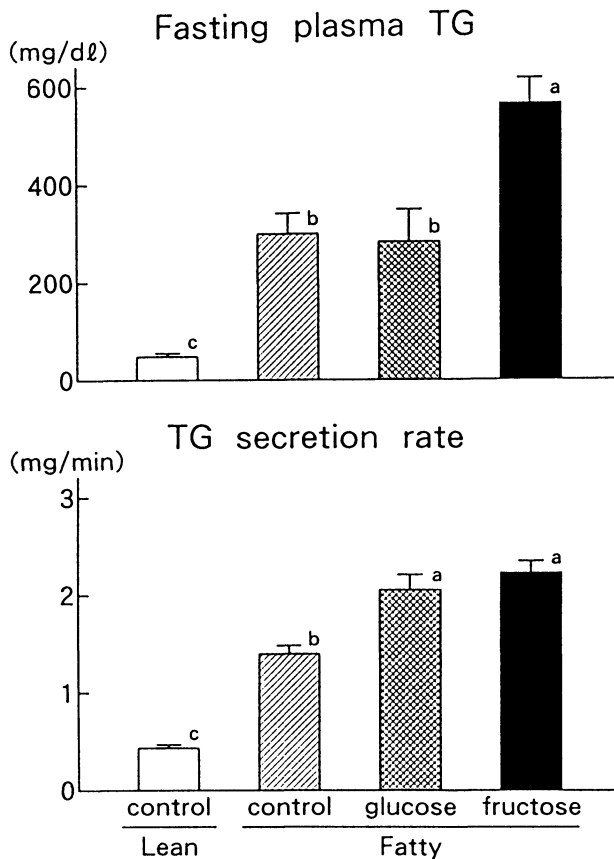 Fasting plasma TG
(mg/dℓ)
600
400
200
0
a
b
b
c
TG secretion rate
(mg/min)
3
2
1
0
a
a
b
c
control control glucose fructose
Lean Fatty